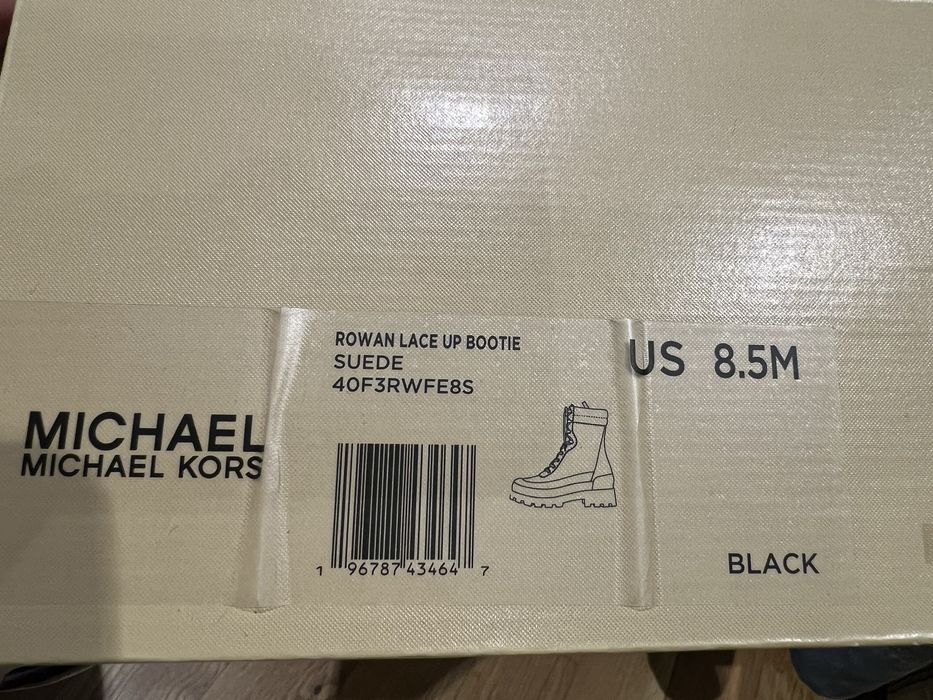 MICHAEL
MICHAEL KORS
ROWAN LACE UP BOOTIE
SUEDE
40F3RWFE8S
1 96787 43464 7
US 8.5M
BLACK